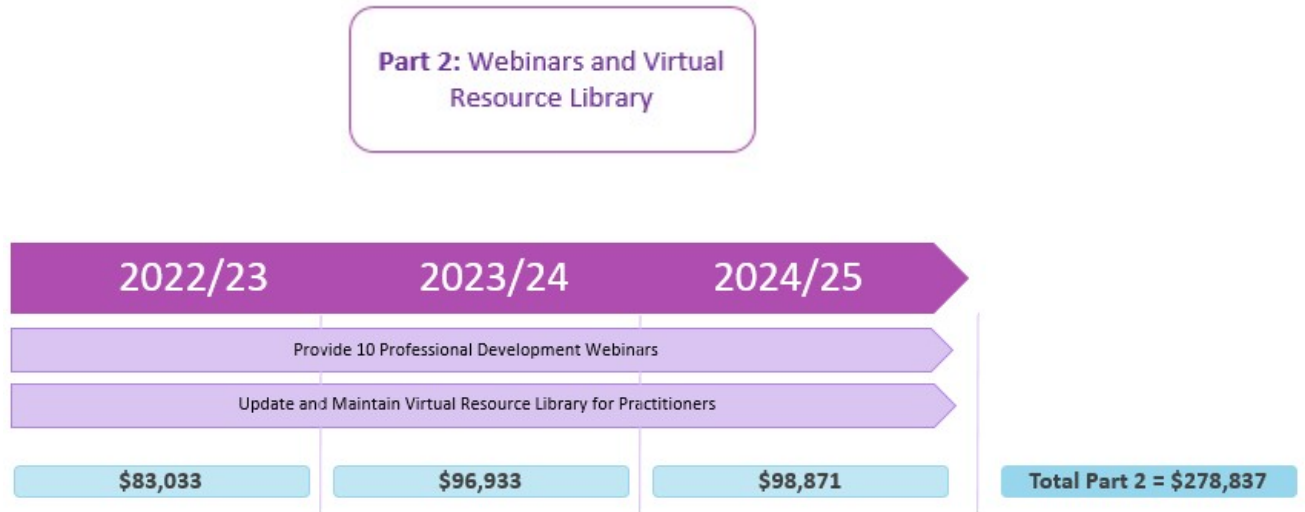 Part 2: Webinars and Virtual
Resource Library
2022/23 2023/24 2024/25
Provide 10 Professional Development Webinars
Update and Maintain Virtual Resource Library for Practitioners
$83,033 $96,933 $98,871 Total Part 2 = $278,837